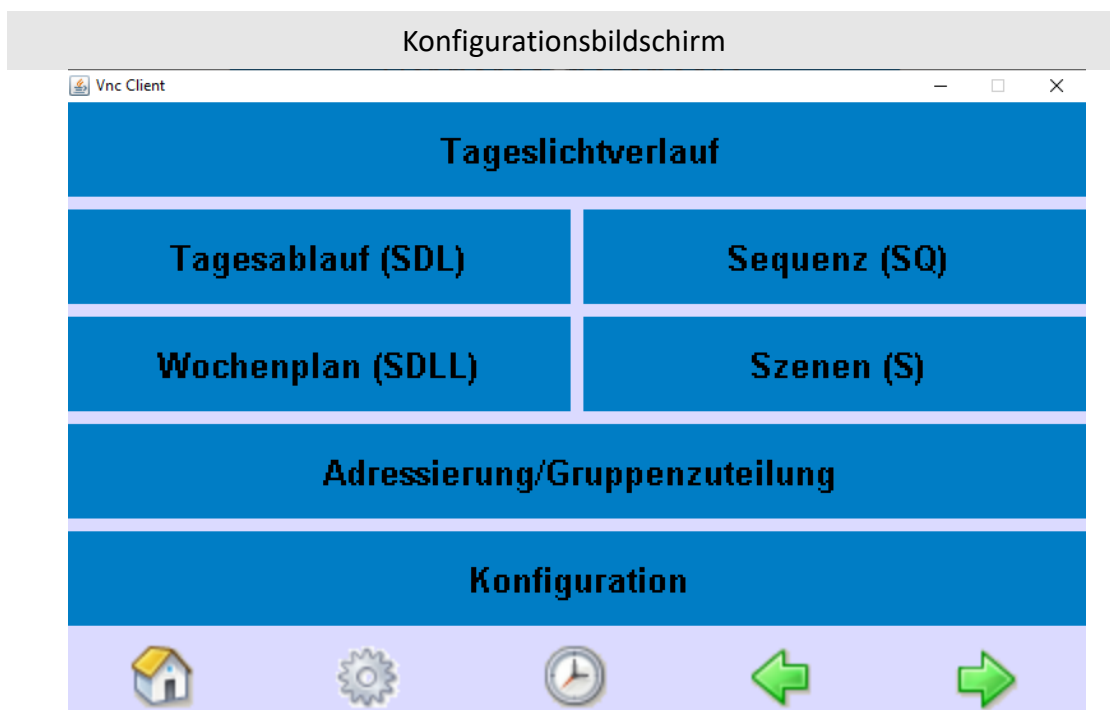 Konfigurationsbildschirm
Vnc Client
Tageslichtverlauf
Tagesablauf (SDL)
Sequenz (SQ)
Wochenplan (SDLL)
Szenen (S)
Adressierung/Gruppenzuteilung
Konfiguration